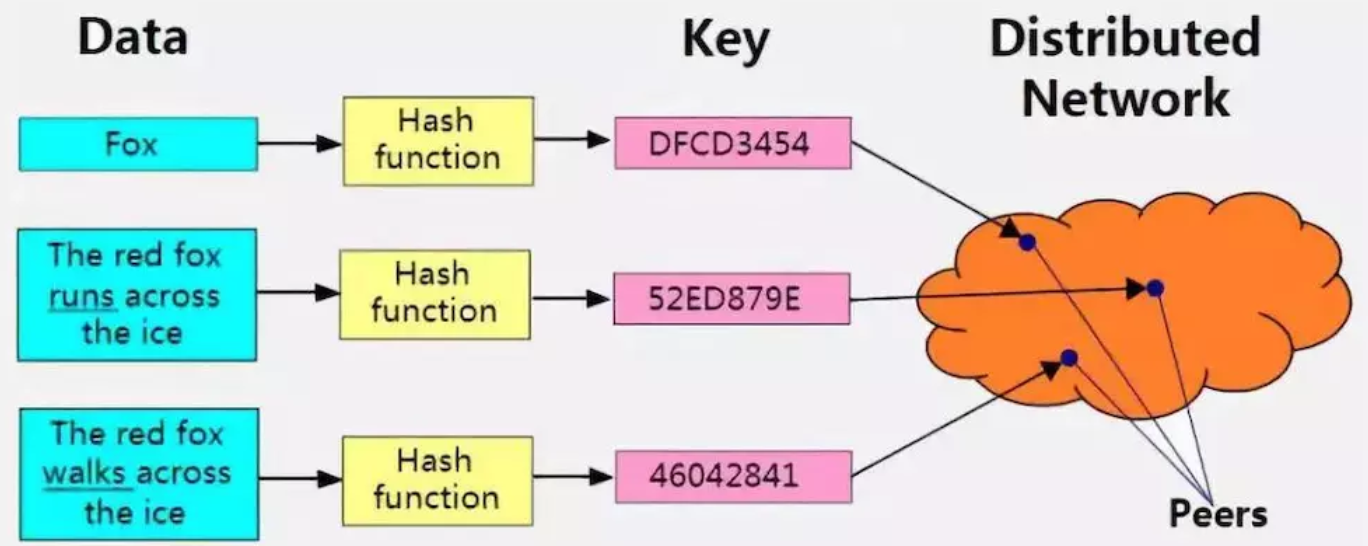 Data
Key
Distributed
Network
Fox
Hash
function
DFCD3454
The red fox
runs across
the ice
Hash
function
52ED879E
The red fox
walks across
the ice
Hash
function
46042841
Peers